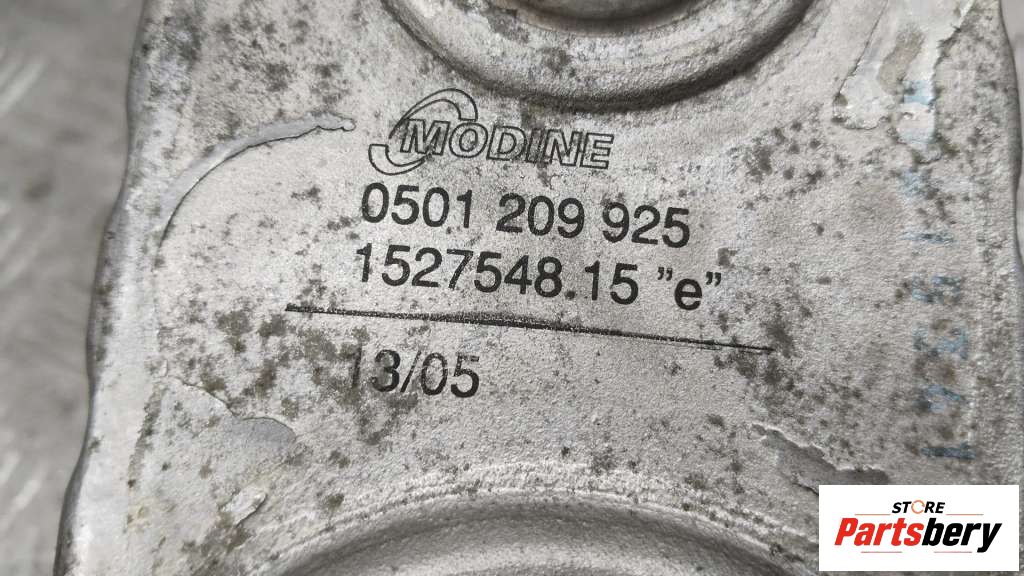 MODINE
0501 209 925
1527548.15 "e"
13/05
STORE
Partsbery